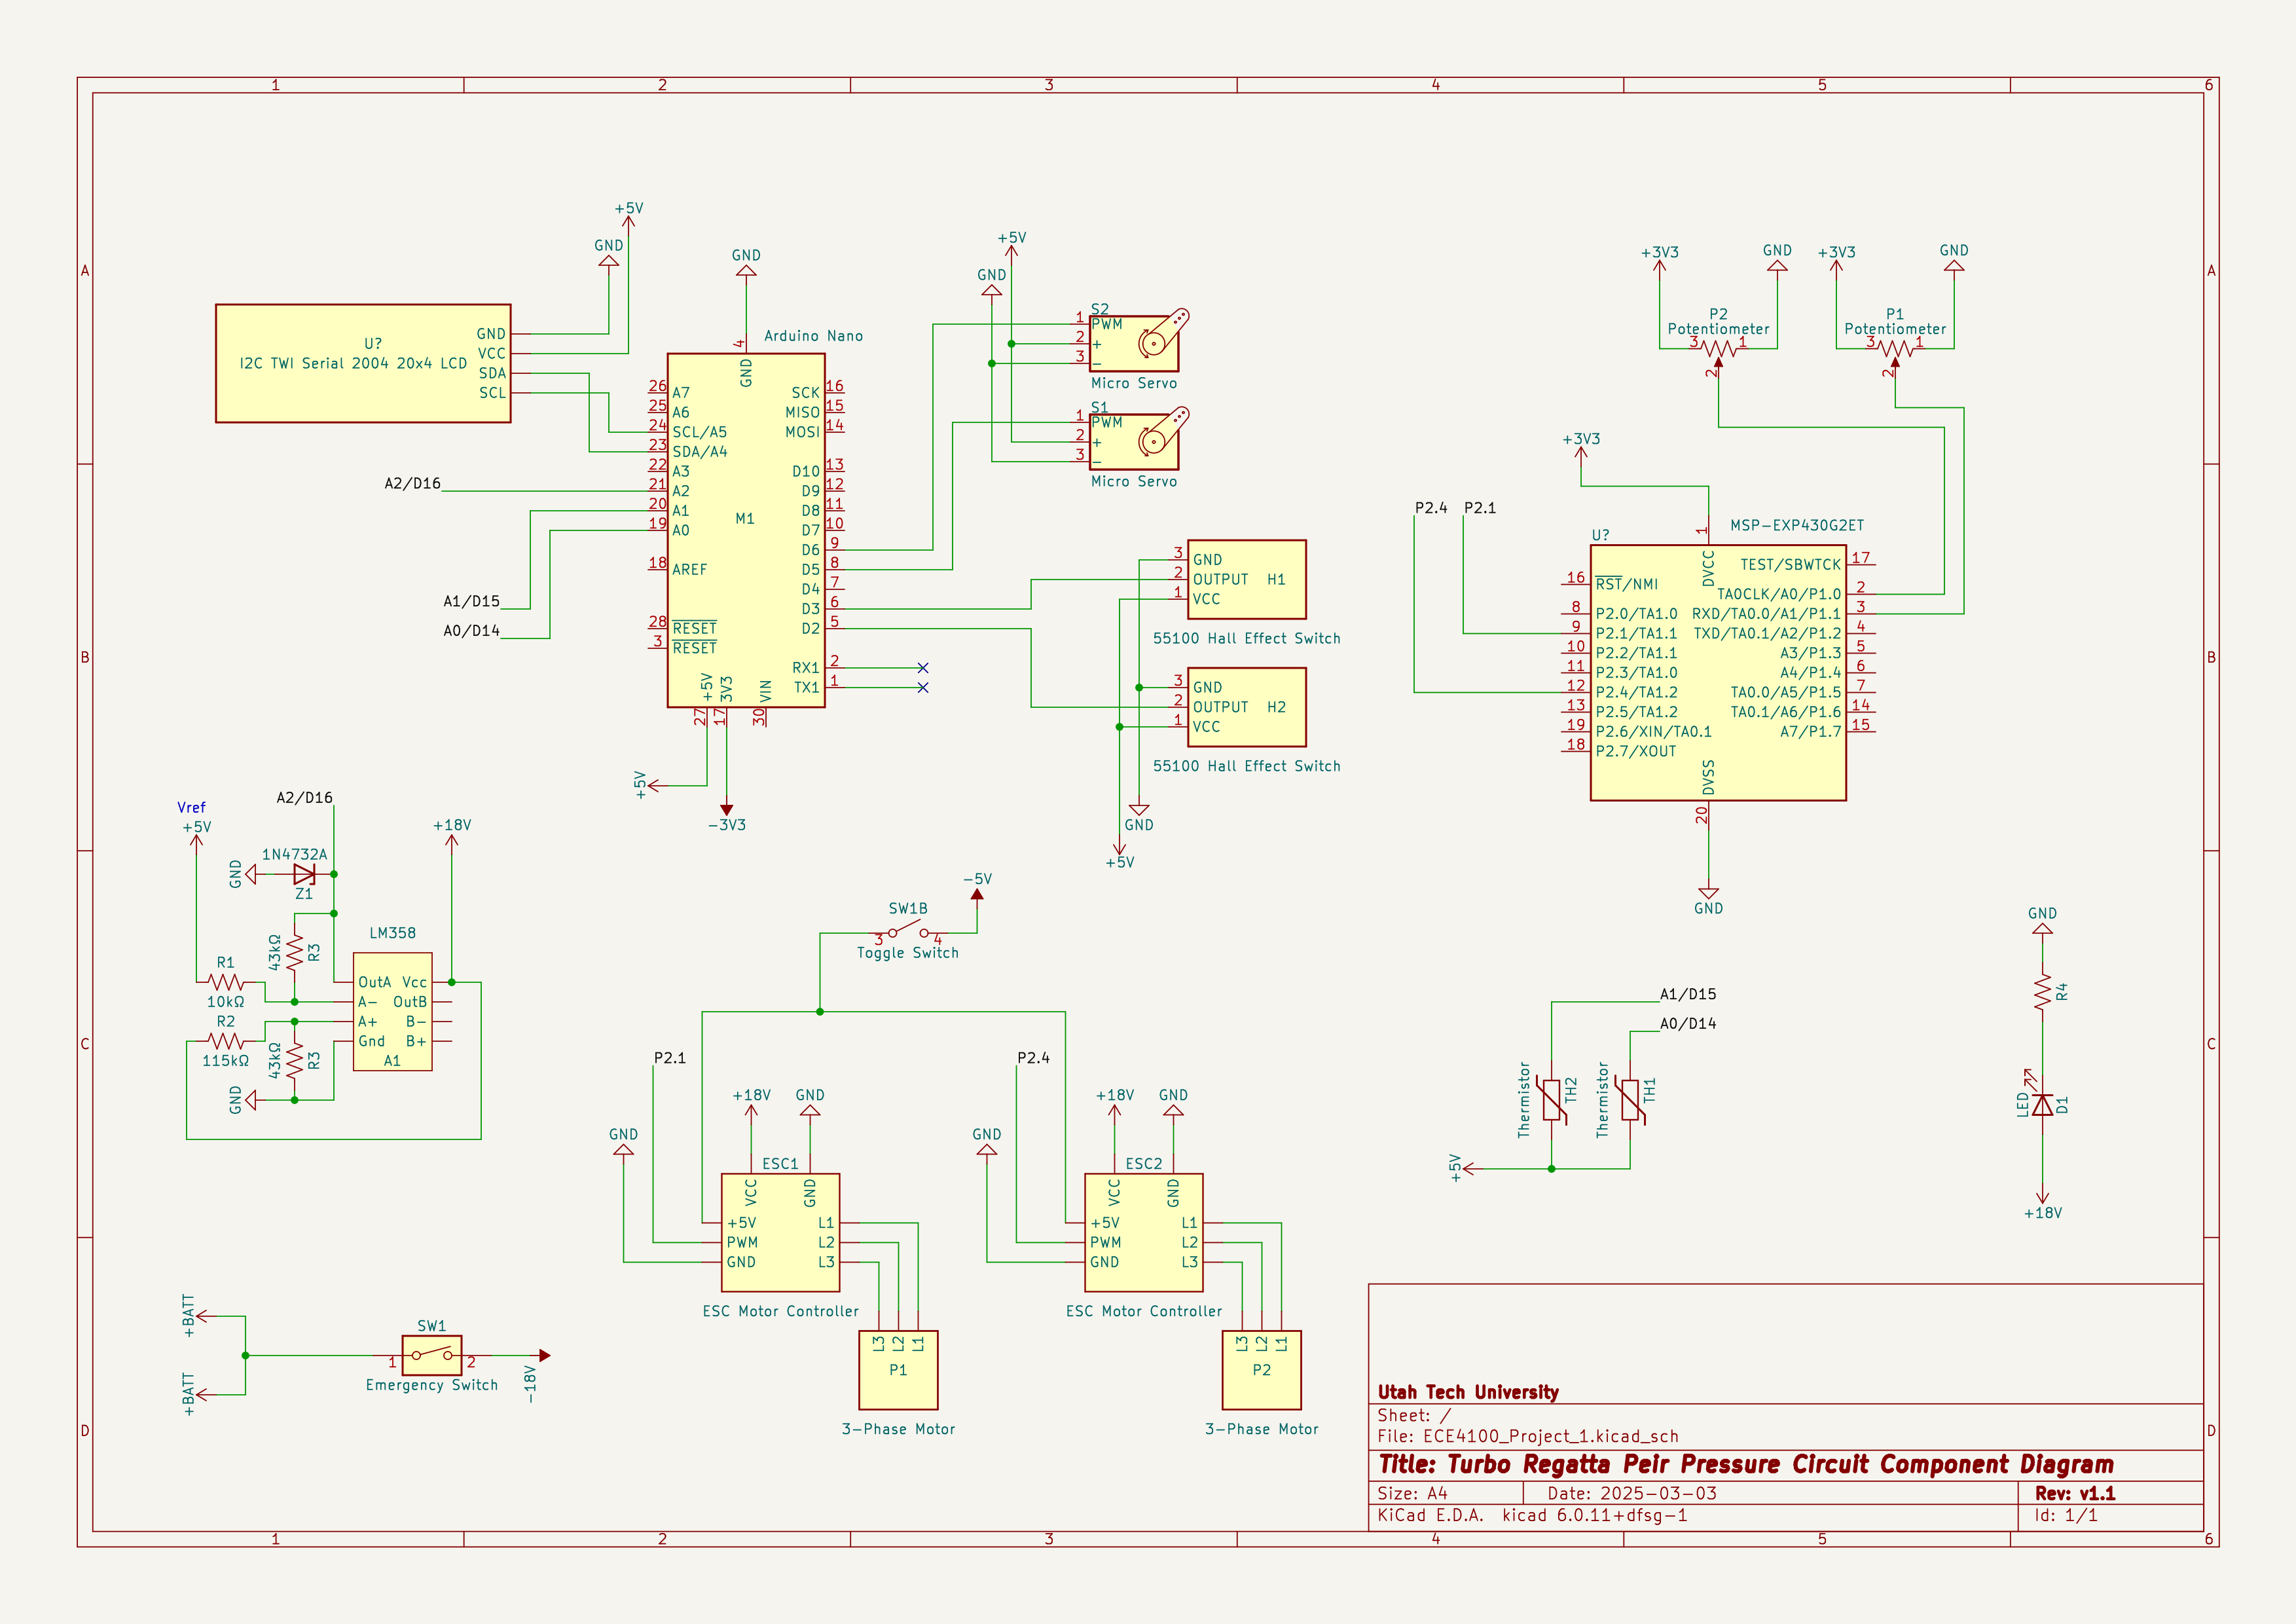 1 2 3 4 5 6
A
B
C
D
A
B
C
D
1 2 3 4 5 6
+5V
GND
U?
I2C TWI Serial 2004 20x4 LCD
GND
VCC
SDA
SCL
GND
4
Arduino Nano
GND
26 A7
25 A6
24 SCL/A5
23 SDA/A4
22 A3
21 A2
20 A1
19 A0
18 AREF
28 RESET
3 RESET
M1
SCK 16
MISO 15
MOSI 14
D10 13
D9 12
D8 11
D7 10
D6 9
D5 8
D4 7
D3 6
D2 5
RX1 2
TX1 1
+5V 27
3V3 17
VIN 30
+5V
-3V3
A2/D16
A1/D15
A0/D14
+5V
GND
S2
1 PWM
2 +
3 -
Micro Servo
S1
1 PWM
2 +
3 -
Micro Servo
3 GND
2 OUTPUT H1
1 VCC
55100 Hall Effect Switch
3 GND
2 OUTPUT H2
1 VCC
55100 Hall Effect Switch
GND
+5V
+3V3
GND
P2
Potentiometer
3 1
2
+3V3
GND
P1
Potentiometer
3 1
2
+3V3
P2.4 P2.1
MSP-EXP430G2ET
U?
1
DVCC
16 RST/NMI
8 P2.0/TA1.0
9 P2.1/TA1.1
10 P2.2/TA1.1
11 P2.3/TA1.0
12 P2.4/TA1.2
13 P2.5/TA1.2
19 P2.6/XIN/TA0.1
18 P2.7/XOUT
TEST/SBWTCK 17
TA0CLK/A0/P1.0 2
RXD/TA0.0/A1/P1.1 3
TXD/TA0.1/A2/P1.2 4
A3/P1.3 5
A4/P1.4 6
TA0.0/A5/P1.5 7
TA0.1/A6/P1.6 14
A7/P1.7 15
DVSS
20
GND
Vref
+5V
A2/D16
+18V
1N4732A
GND
Z1
43kΩ R3
LM358
R1
10kΩ
R2
115kΩ
43kΩ R3
GND
OutA Vcc
A- OutB
A+ B-
Gnd B+
A1
-5V
SW1B
3 4
Toggle Switch
P2.1
+18V
GND
GND
ESC1
VCC GND
+5V L1
PWM L2
GND L3
ESC Motor Controller
L3 L2 L1
P1
3-Phase Motor
P2.4
+18V
GND
GND
ESC2
VCC GND
+5V L1
PWM L2
GND L3
ESC Motor Controller
L3 L2 L1
P2
3-Phase Motor
A1/D15
A0/D14
Thermistor TH2
Thermistor TH1
+5V
GND
R4
LED D1
+18V
+BATT
+BATT
SW1
1 2
Emergency Switch
-18V
Utah Tech University
Sheet: /
File: ECE4100_Project_1.kicad_sch
Title: Turbo Regatta Peir Pressure Circuit Component Diagram
Size: A4 Date: 2025-03-03 Rev: v1.1
KiCad E.D.A. kicad 6.0.11+dfsg-1 Id: 1/1